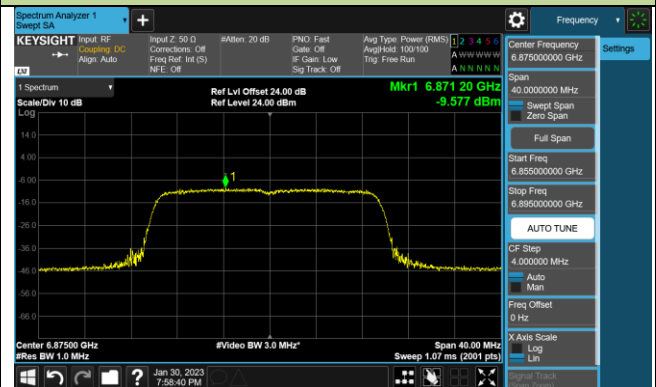 Spectrum Analyzer 1
Swept SA
Frequency
KEYSIGHT
Input: RF
Coupling: DC
Align: Auto
Input Z: 50 Ω
Corrections: Off
Freq Ref: Int (S)
NFE: Off
#Atten: 20 dB
PNO: Fast
Gate: Off
IF Gain: Low
Sig Track: Off
Avg Type: Power (RMS)
Avg|Hold: 100/100
Trig: Free Run
1 2 3 4 5 6
A W W W W W
A N N N N N
LXI
1 Spectrum
Scale/Div 10 dB
Ref Lvl Offset 24.00 dB
Ref Level 24.00 dBm
Mkr1 6.871 20 GHz
-9.577 dBm
Log
14.0
4.00
-6.00
-16.0
-26.0
-36.0
-46.0
-56.0
-66.0
1
Center 6.87500 GHz
#Res BW 1.0 MHz
#Video BW 3.0 MHz*
Span 40.00 MHz
Sweep 1.07 ms (2001 pts)
Jan 30, 2023
7:58:40 PM
Center Frequency
6.875000000 GHz
Span
40.0000000 MHz
Swept Span
Zero Span
Full Span
Start Freq
6.855000000 GHz
Stop Freq
6.895000000 GHz
AUTO TUNE
CF Step
4.000000 MHz
Auto
Man
Freq Offset
0 Hz
X Axis Scale
Log
Lin
Signal Track
(Span Zoom)
Settings